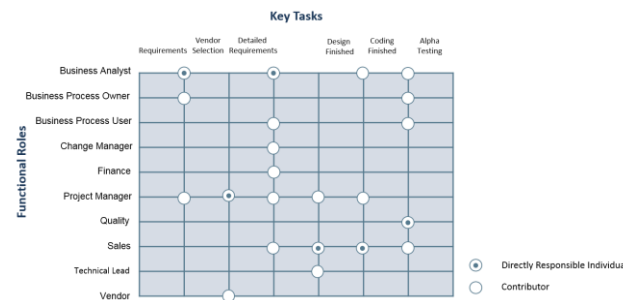 Key Tasks
Vendor Detailed Design Coding Alpha
Requirements Selection Requirements Finished Finished Testing
Functional Roles
Business Analyst
Business Process Owner
Business Process User
Change Manager
Finance
Project Manager
Quality
Sales
Technical Lead
Vendor
Directly Responsible Individua
Contributor